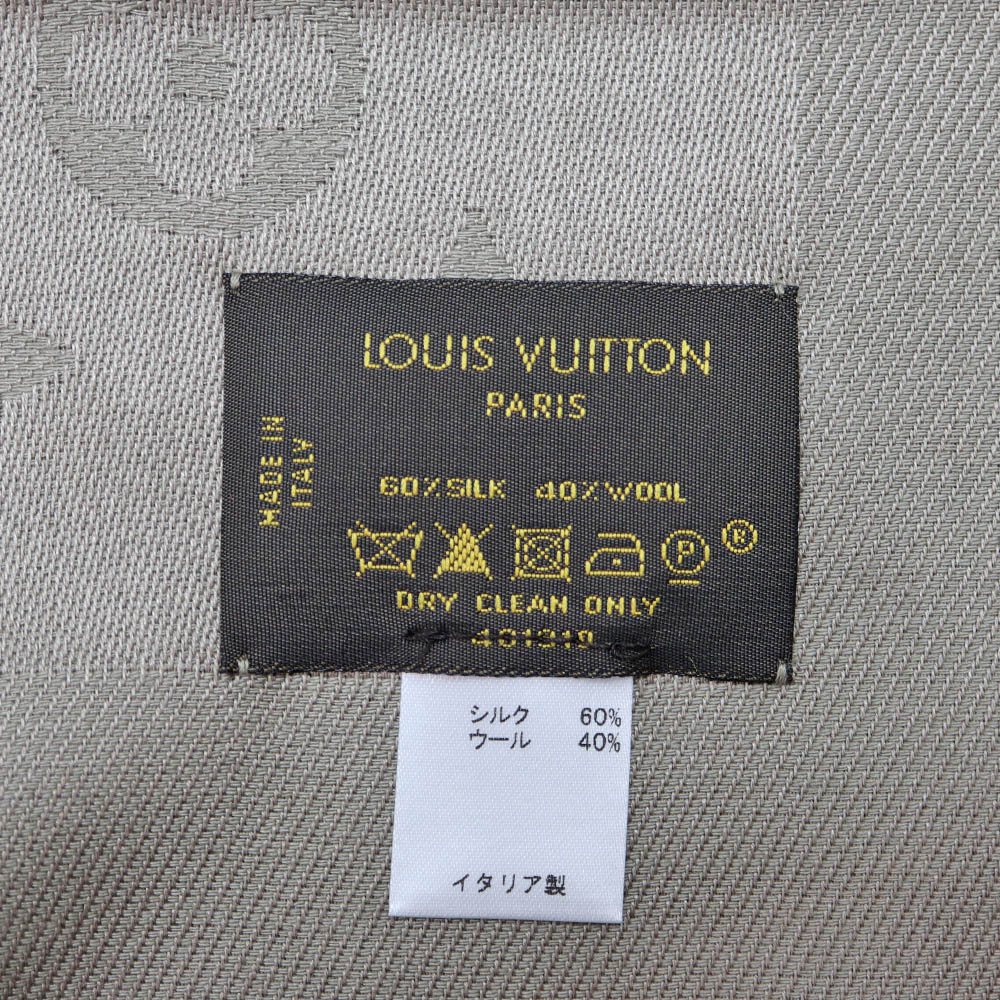 LOUIS VUITTON
PARIS
MADE IN
ITALY
60%SILK 40%WOOL
P
®
DRY CLEAN ONLY
シルク 60%
ウール 40%
イタリア製